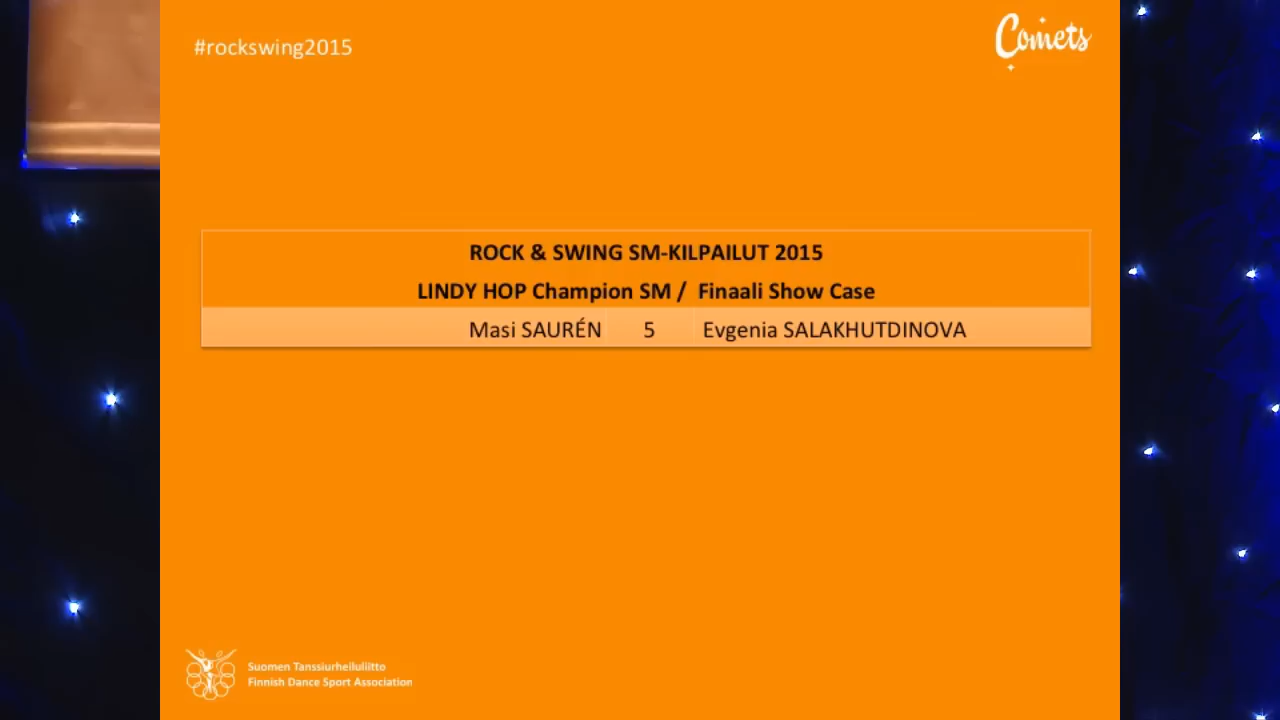 #rockswing2015
Comets
ROCK & SWING SM-KILPAILUT 2015
LINDY HOP Champion SM / Finaali Show Case
Masi SAURÉN 5 Evgenia SALAKHUTDINOVA
Suomen Tanssiurheiluliitto
Finnish Dance Sport Association